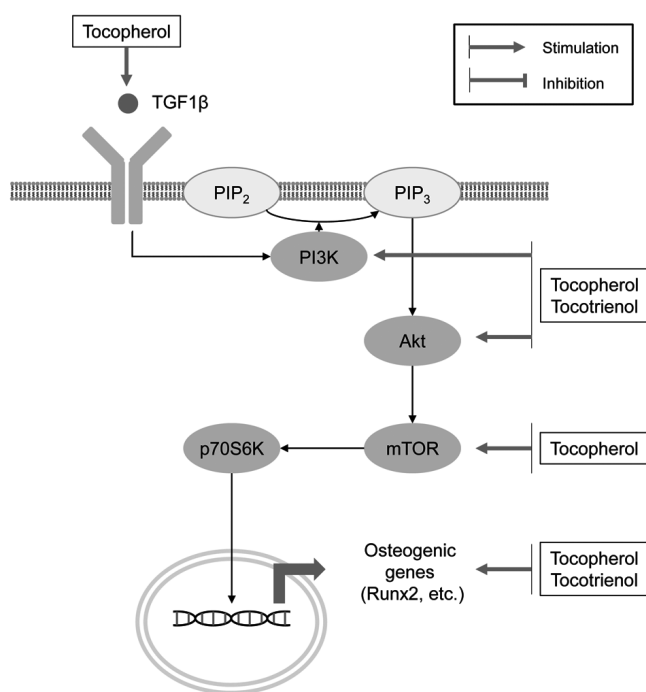 Tocopherol
TGF1β
Stimulation
Inhibition
PIP₂
PIP₃
PI3K
Tocopherol
Tocotrienol
Akt
p70S6K
mTOR
Tocopherol
Osteogenic
genes
(Runx2, etc.)
Tocopherol
Tocotrienol